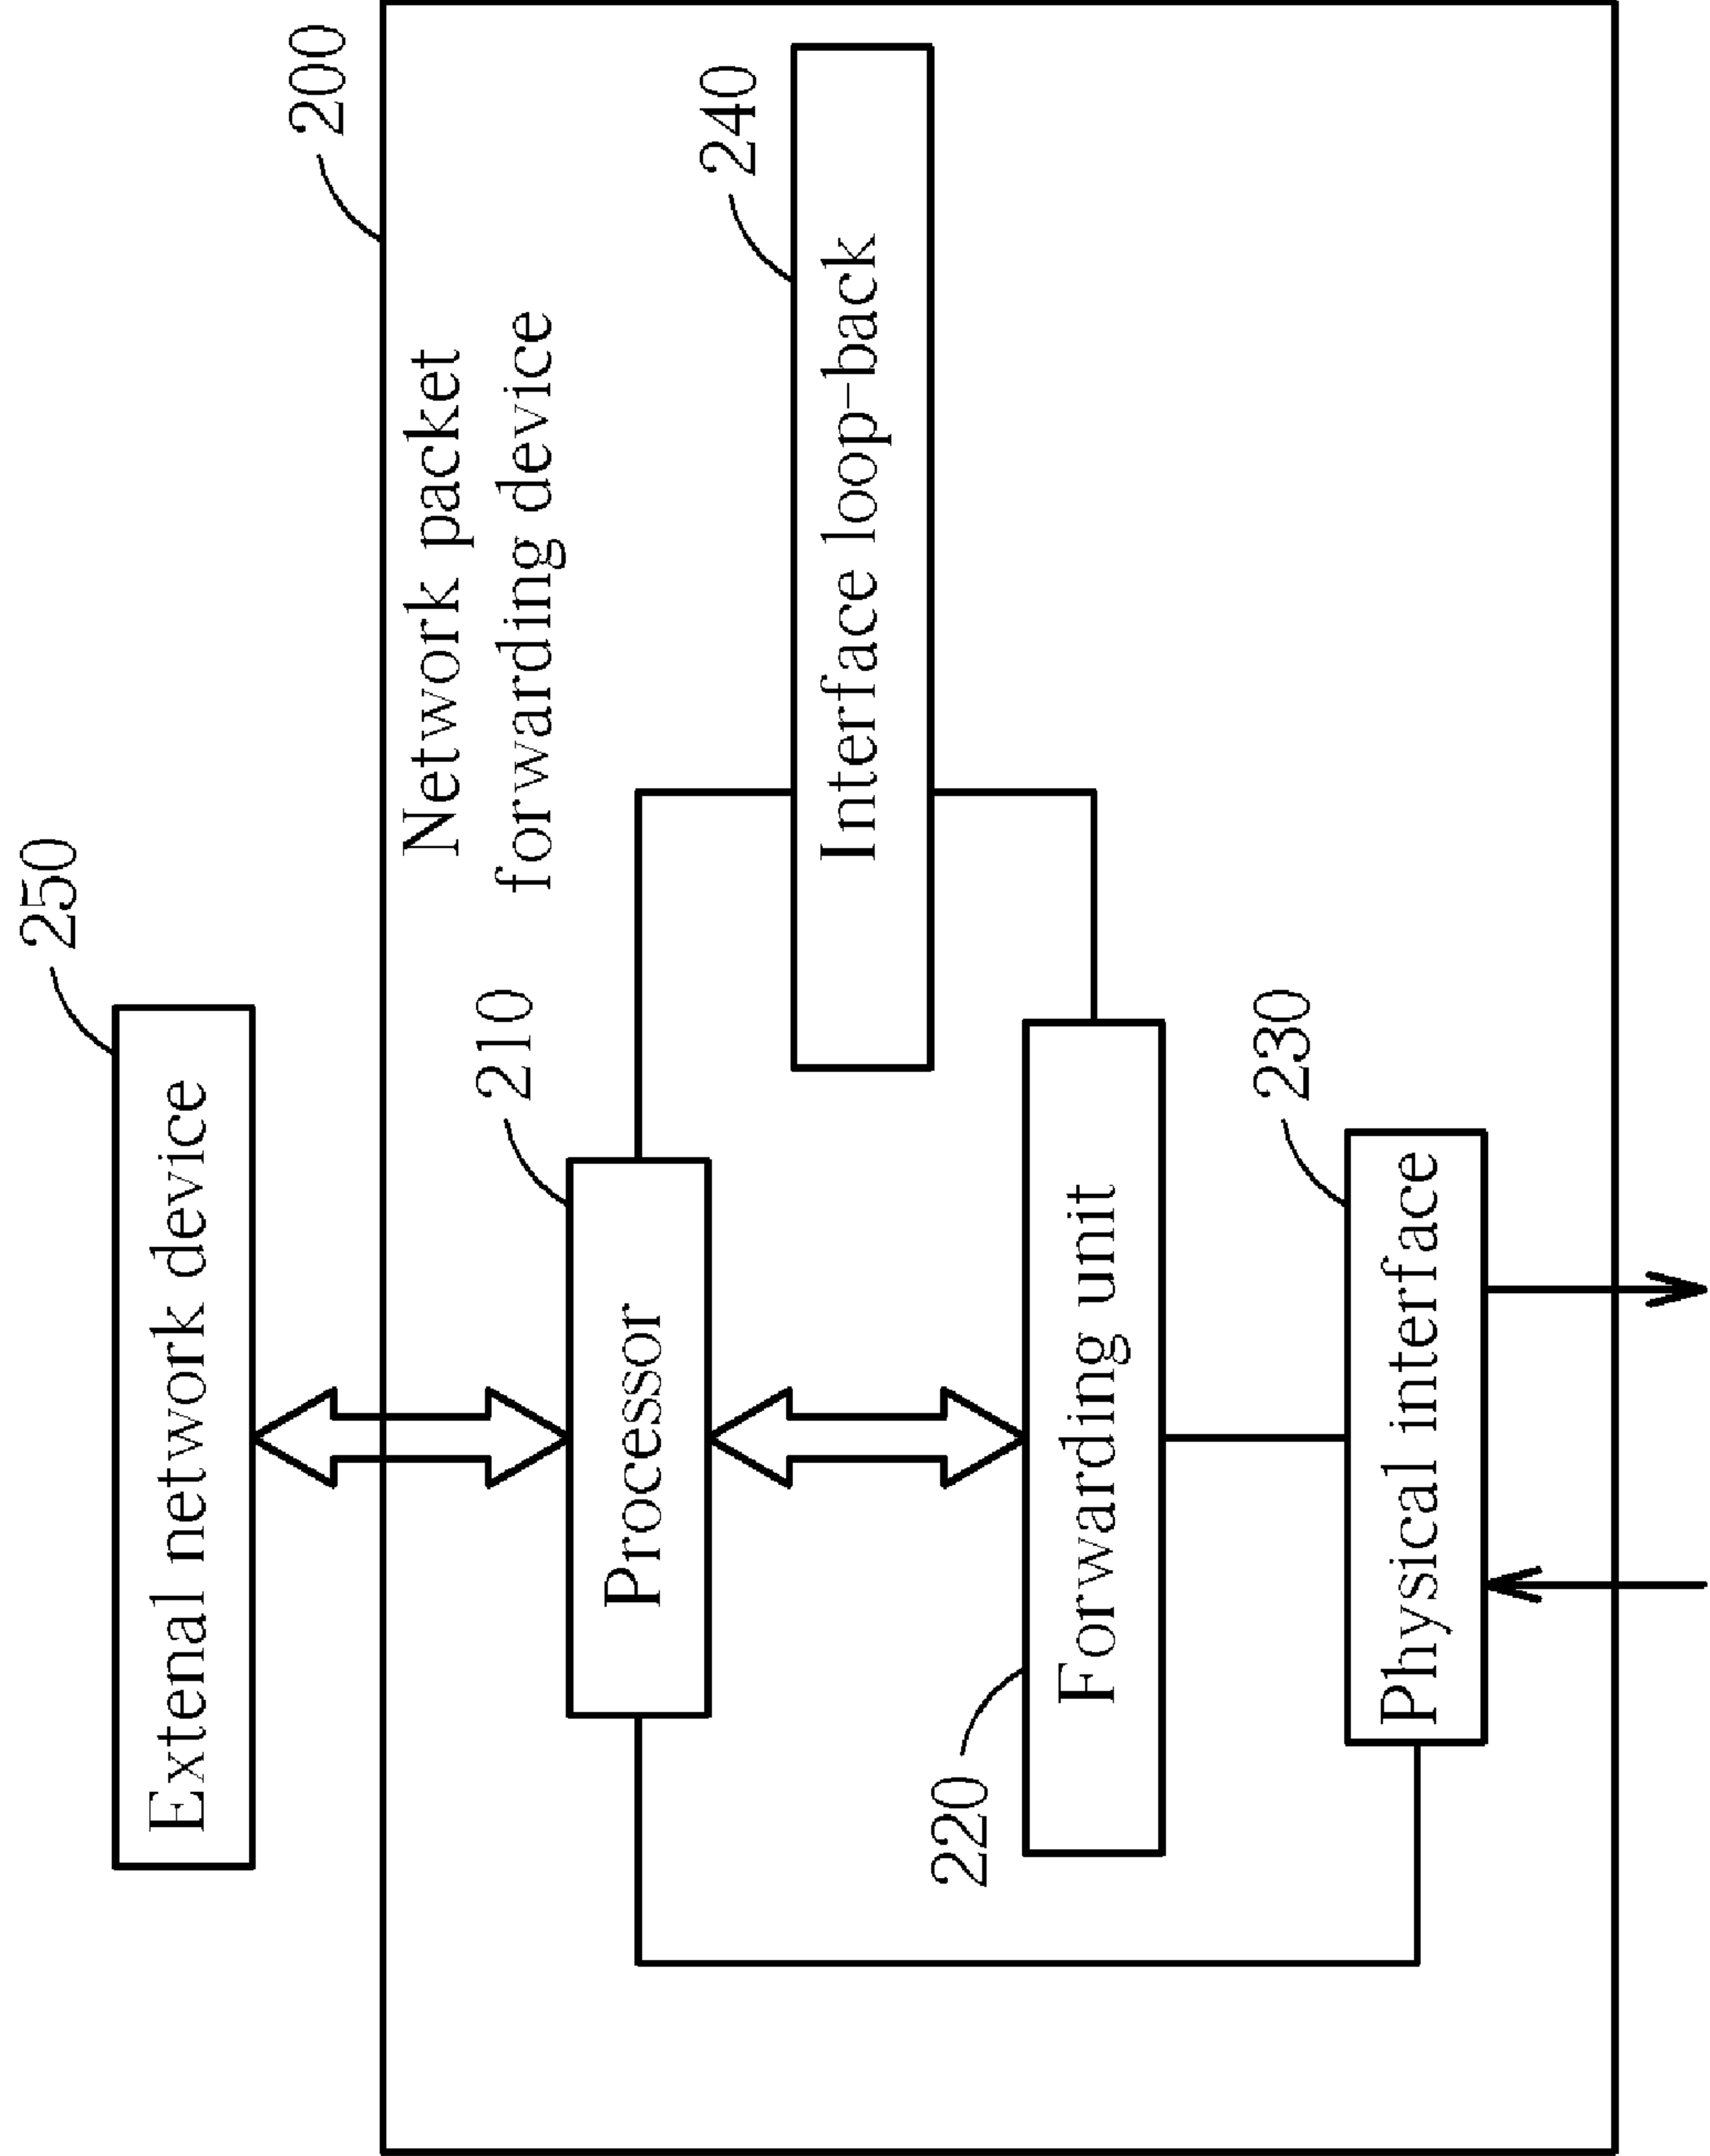 250
Extenal network device
200
Network packet
forwarding device
210
Processor
240
Interface loop-back
220
Forwarding unit
230
Physical interface